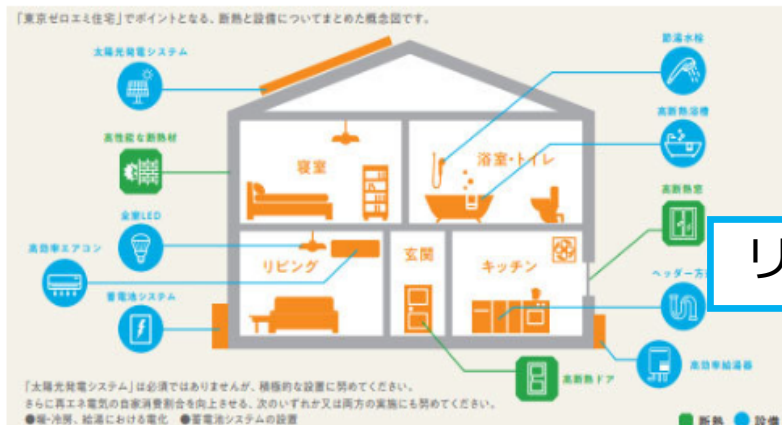 「東京ゼロエミ住宅」でポイントとなる、断熱と設備についてまとめた概念図です。
太陽光発電システム
節湯水栓
高断熱浴槽
高性能な断熱材
寝室
浴室・トイレ
高断熱窓
全室LED
高効率エアコン
リビング
玄関
キッチン
リ
ヘッダー方
蓄電池システム
高効率給湯器
高断熱ドア
「太陽光発電システム」は必須ではありませんが、積極的な設置に努めてください。
さらに再エネ電気の自家消費割合を向上させる、次のいずれか又は両方の実施にも努めてください。
●暖・冷房、給湯における電化 ●蓄電池システムの設置
断熱 設備